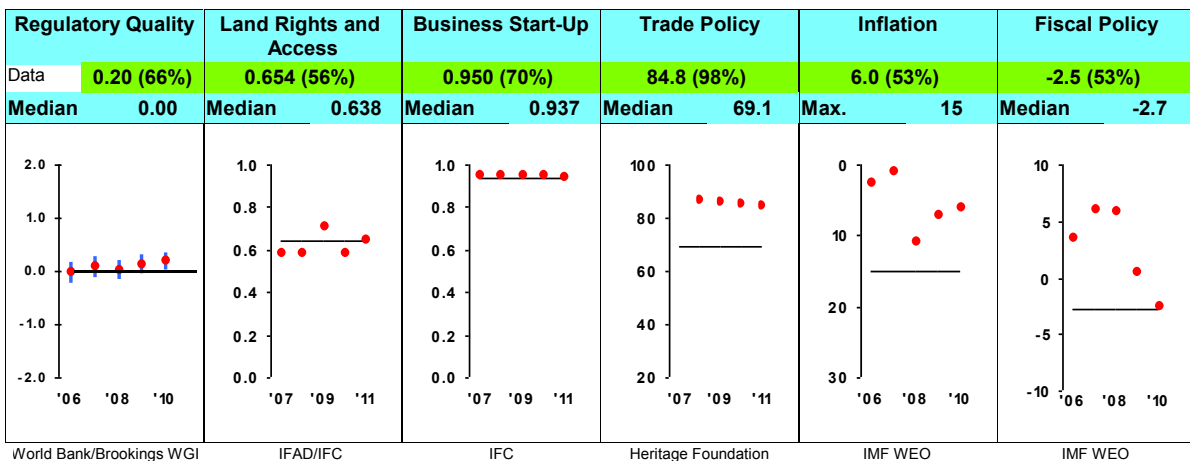 Regulatory Quality
Data 0.20 (66%)
Median 0.00
2.0
1.0
0.0
-1.0
-2.0
'06 '08 '10
World Bank/Brookings WGI
Land Rights and
Access
0.654 (56%)
Median 0.638
1.0
0.8
0.6
0.4
0.2
0.0
'07 '09 '11
IFAD/IFC
Business Start-Up
0.950 (70%)
Median 0.937
1.0
0.8
0.6
0.4
0.2
0.0
'07 '09 '11
IFC
Trade Policy
84.8 (98%)
Median 69.1
100
80
60
40
20
'07 '09 '11
Heritage Foundation
Inflation
6.0 (53%)
Max. 15
0
10
20
30
'06 '08 '10
IMF WEO
Fiscal Policy
-2.5 (53%)
Median -2.7
10
5
0
-5
-10
'06 '08 '10
IMF WEO